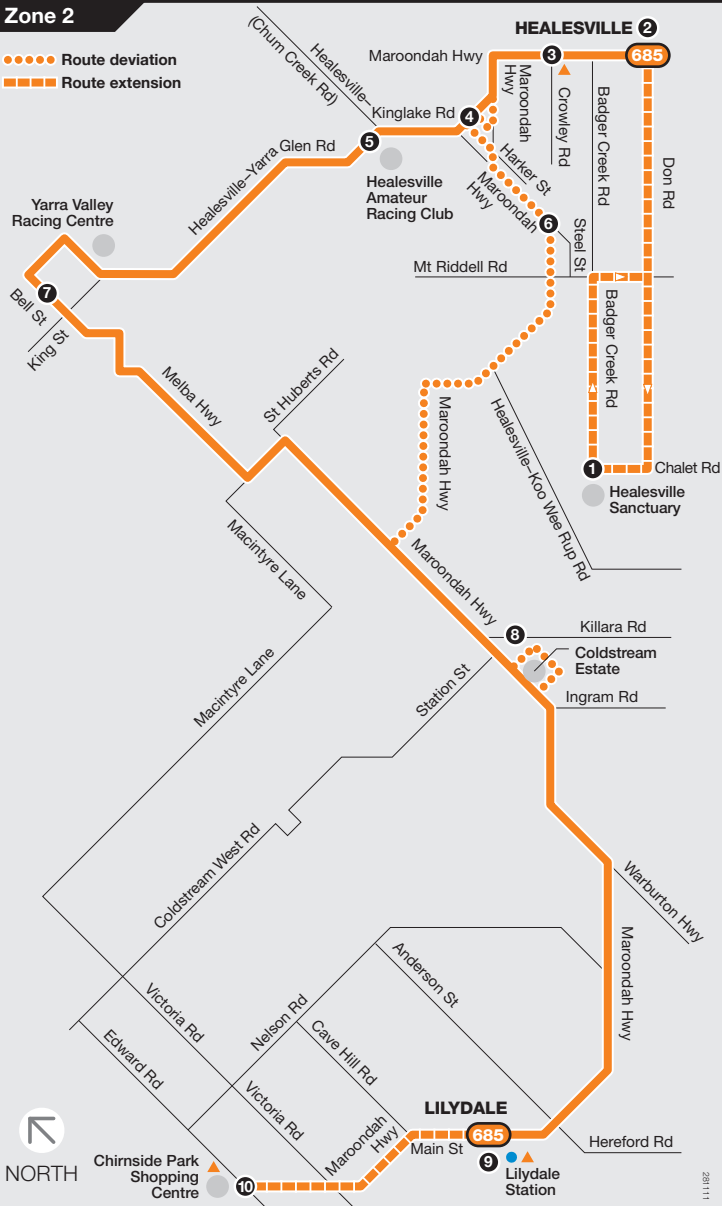 Zone 2
Route deviation
Route extension
HEALESVILLE 2
685
Maroondah Hwy
3
Healesville–
(Chum Creek Rd)
Kinglake Rd
4
Maroondah
Hwy
Crowley Rd
Badger Creek Rd
Don Rd
5
Glen Rd
Healesville–Yarra
Healesville
Amateur
Racing Club
Harker St
Maroondah
Hwy
6
Steel St
Yarra Valley
Racing Centre
Mt Riddell Rd
7
Bell St
King St
Badger Creek Rd
Melba Hwy
St Huberts Rd
Maroondah Hwy
Healesville–Koo Wee Rup Rd
1
Chalet Rd
Healesville
Sanctuary
Macintyre Lane
Maroondah Hwy
8
Killara Rd
Coldstream
Estate
Macintyre Lane
Station St
Ingram Rd
Coldstream West Rd
Warburton Hwy
Maroondah Hwy
Anderson St
Victoria Rd
Nelson Rd
Cave Hill Rd
Edward Rd
Victoria Rd
Maroondah
Hwy
LILYDALE
685
Main St
Hereford Rd
9
Lilydale
Station
NORTH
Chirnside Park
Shopping
Centre
10
281111